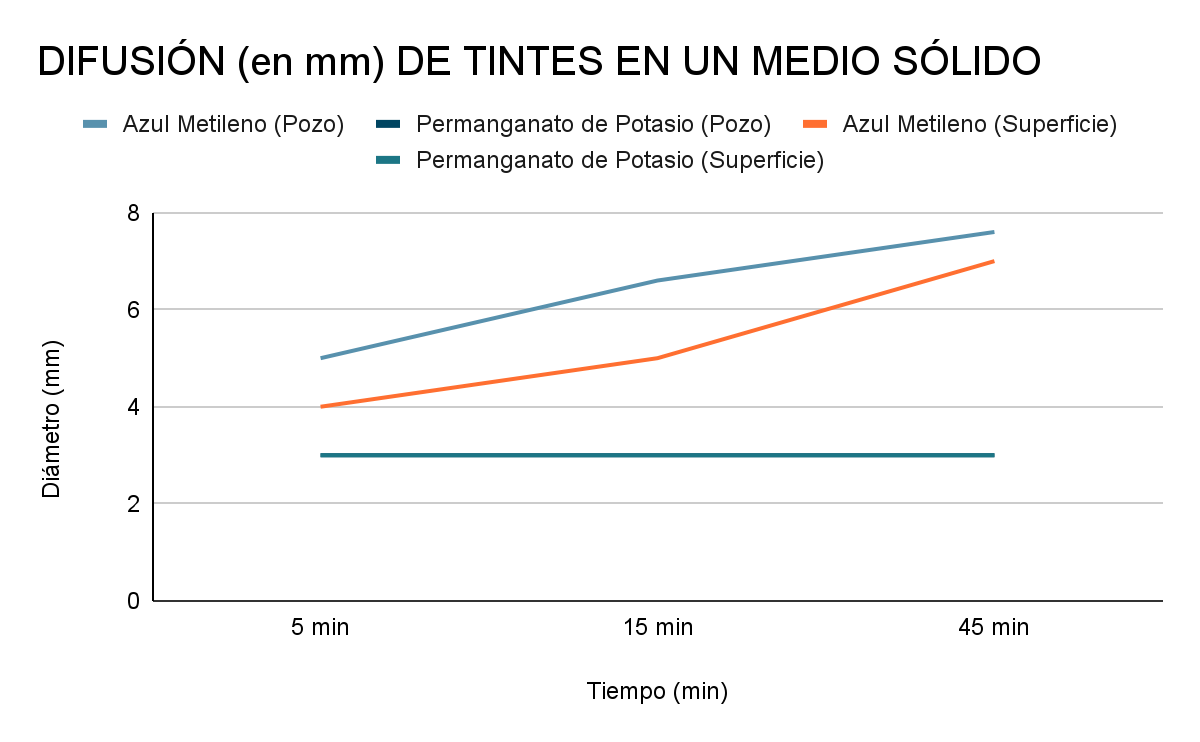 DIFUSIÓN (en mm) DE TINTES EN UN MEDIO SÓLIDO
Azul Metileno (Pozo) Permanganato de Potasio (Pozo) Azul Metileno (Superficie)
Permanganato de Potasio (Superficie)
8
6
4
2
0
Diámetro (mm)
5 min 15 min 45 min
Tiempo (min)